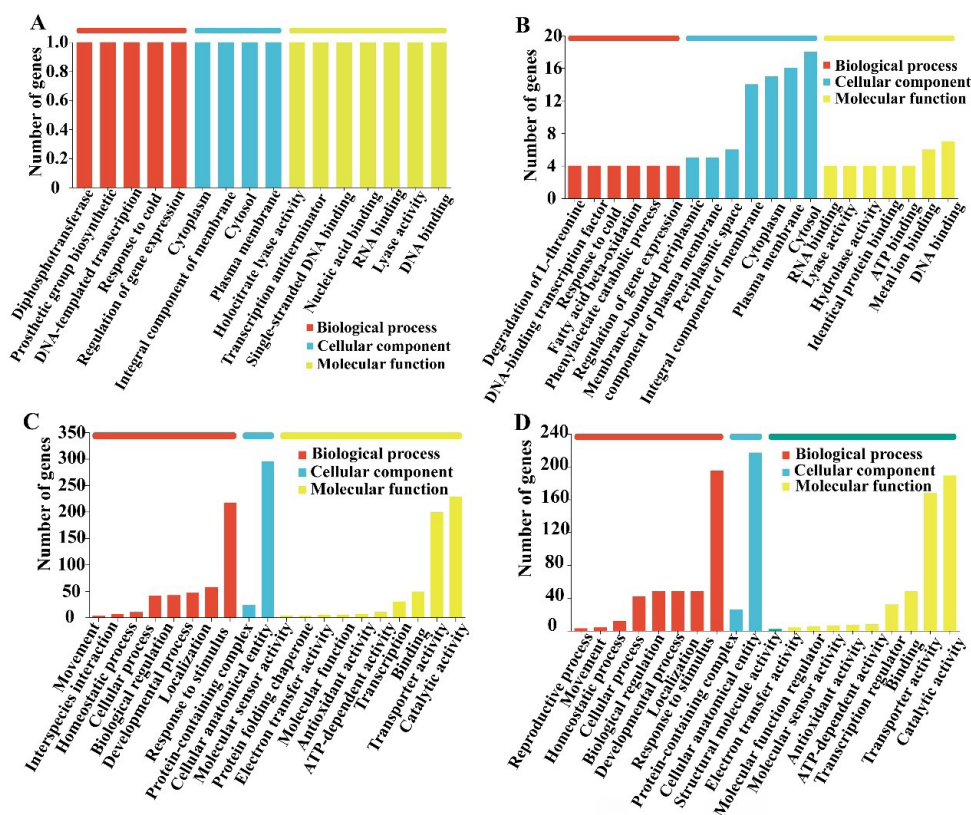 A
Number of genes
1.0
0.8
0.6
0.4
0.2
0
Diphosphotransferase
Prosthetic group biosynthetic
DNA-templated transcription
Response to cold
Regulation of gene expression
Cytoplasm
Integral component of membrane
Cytosol
Plasma membrane
Holocitrate lyase activity
Transcription antiterminator
Single-stranded DNA binding
Nucleic acid binding
RNA binding
Lyase activity
DNA binding
Biological process
Cellular component
Molecular function
B
Number of genes
20
16
12
8
4
0
Biological process
Cellular component
Molecular function
Degradation of L-threonine
DNA-binding transcription factor
Response to cold
Fatty acid beta-oxidation
Phenylacetate catabolic process
Regulation of gene expression
Membrane-bounded periplasmic
component of plasma membrane
Periplasmic space
Integral component of membrane
Cytoplasm
Plasma membrane
Cytosol
RNA binding
Lyase activity
Hydrolase activity
Identical protein binding
ATP binding
Metal ion binding
DNA binding
C
Number of genes
350
300
250
200
150
100
50
0
Biological process
Cellular component
Molecular function
Movement
Interspecies interaction
Homeostatic process
Cellular process
Biological regulation
Developmental process
Localization
Response to stimulus
Protein-containing complex
Cellular anatomical entity
Molecular sensor activity
Protein folding chaperone
Electron transfer activity
Molecular function
Antioxidant activity
ATP-dependent activity
Transcription
Binding
Transporter activity
Catalytic activity
D
Number of genes
240
200
160
120
80
40
0
Biological process
Cellular component
Molecular function
Reproductive process
Movement
Homeostatic process
Cellular process
Biological regulation
Developmental process
Localization
Response to stimulus
Protein-containing complex
Cellular anatomical entity
Structural molecule activity
Electron transfer activity
Molecular function regulator
Molecular sensor activity
Antioxidant activity
ATP-dependent activity
Transcription regulator
Binding
Transporter activity
Catalytic activity